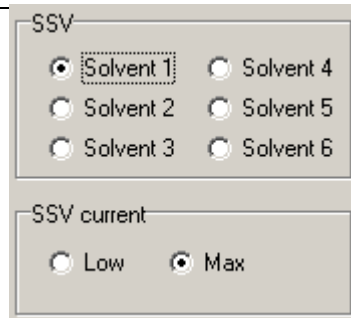 SSV
Solvent 1 Solvent 4
Solvent 2 Solvent 5
Solvent 3 Solvent 6
SSV current
Low Max